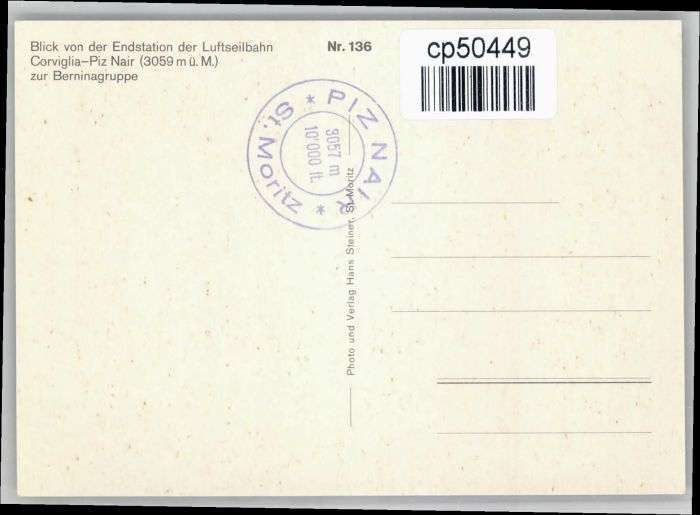 Blick von der Endstation der Luftseilbahn
Corviglia–Piz Nair (3059 m ü. M.)
zur Berninagruppe
Nr. 136
cp50449
* PIZ NAIR *
St. Moritz
3057 m
10'000 ft.
Photo und Verlag Hans Steiner, St. Moritz